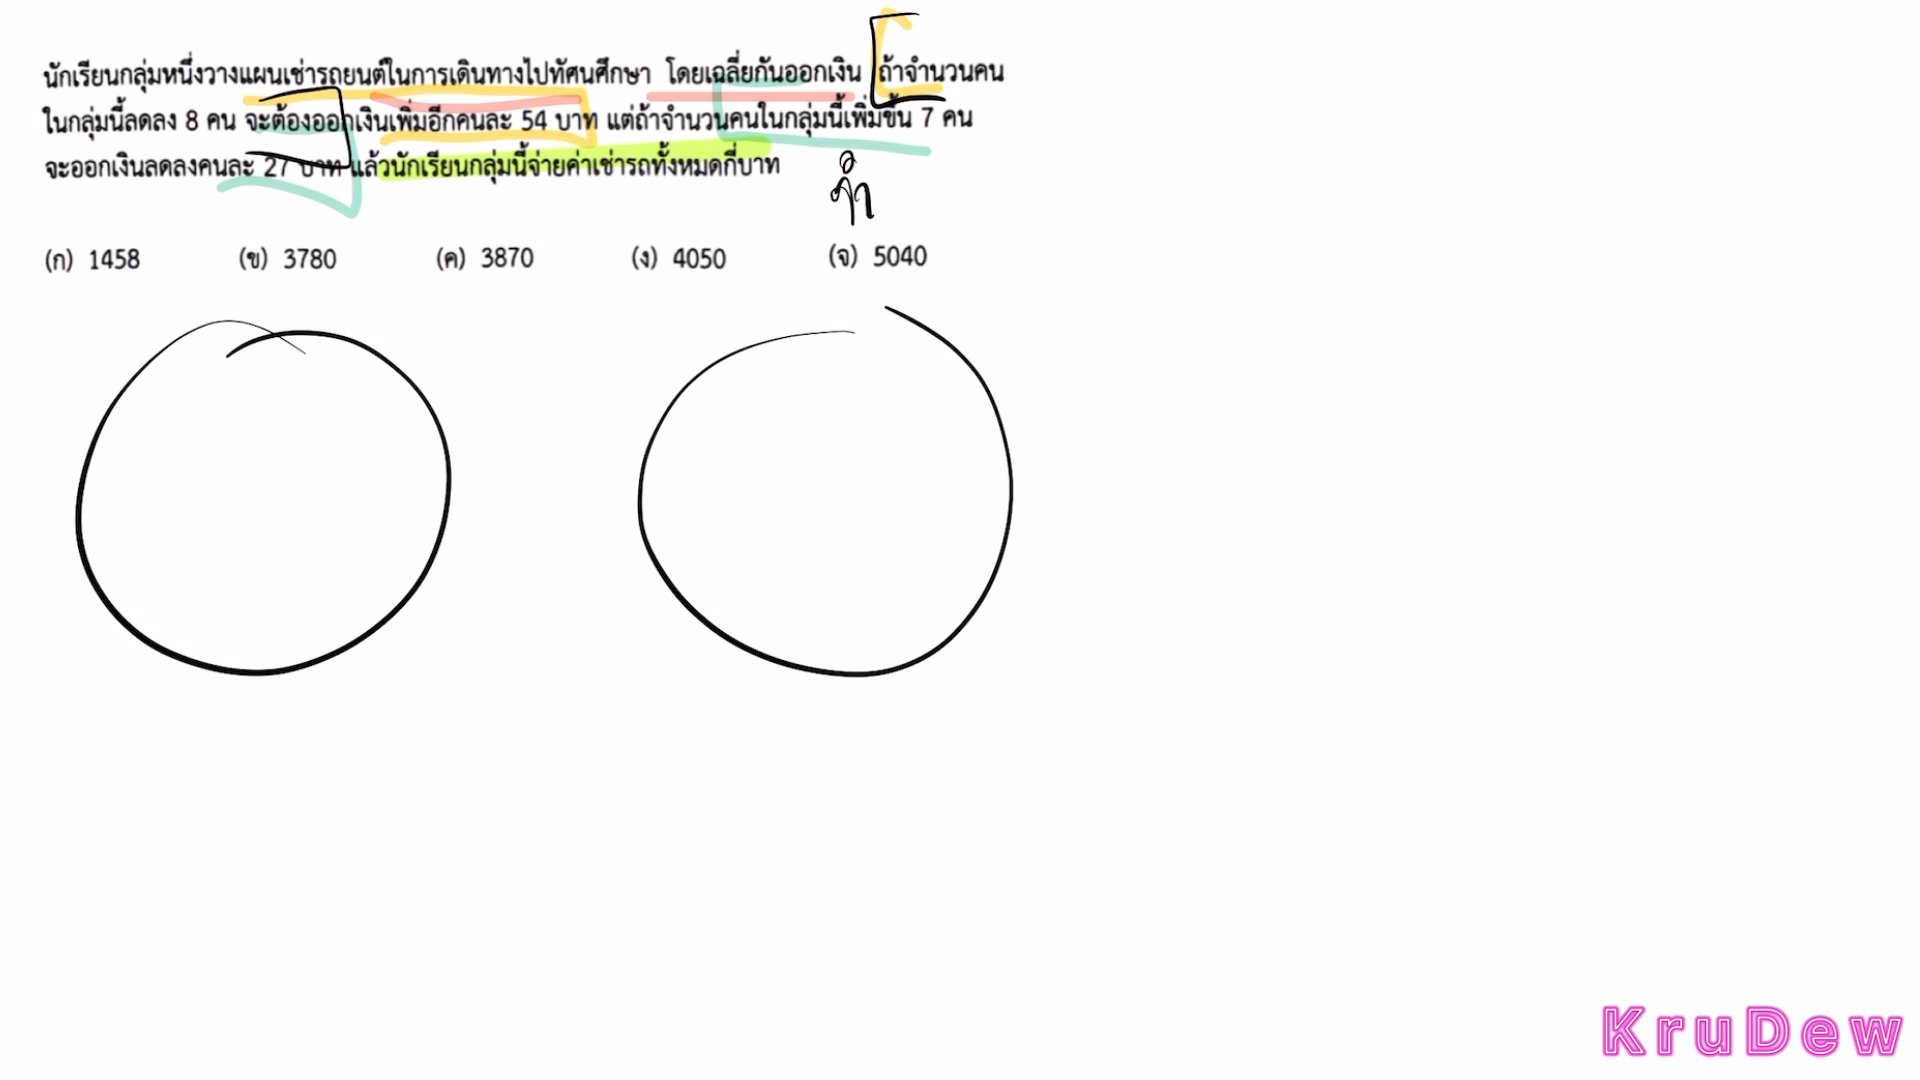 นักเรียนกลุ่มหนึ่งวางแผนเช่ารถยนต์ในการเดินทางไปทัศนศึกษา โดยเฉลี่ยกันออกเงิน ถ้าจำนวนคน
ในกลุ่มนี้ลดลง 8 คน จะต้องออกเงินเพิ่มอีกคนละ 54 บาท แต่ถ้าจำนวนคนในกลุ่มนี้เพิ่มขึ้น 7 คน
จะออกเงินลดลงคนละ 27 บาท แล้วนักเรียนกลุ่มนี้จ่ายค่าเช่ารถทั้งหมดกี่บาท
(ก) 1458 (ข) 3780 (ค) 3870 (ง) 4050 (จ) 5040
KruDew